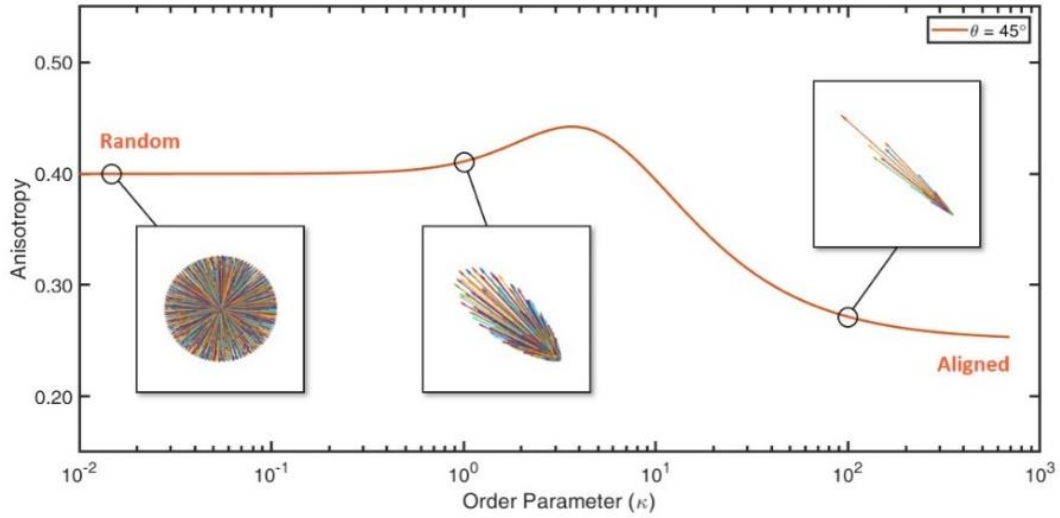 θ = 45°
0.50
0.40
0.30
0.20
Anisotropy
Random
Aligned
10⁻²
10⁻¹
10⁰
10¹
10²
10³
Order Parameter (κ)